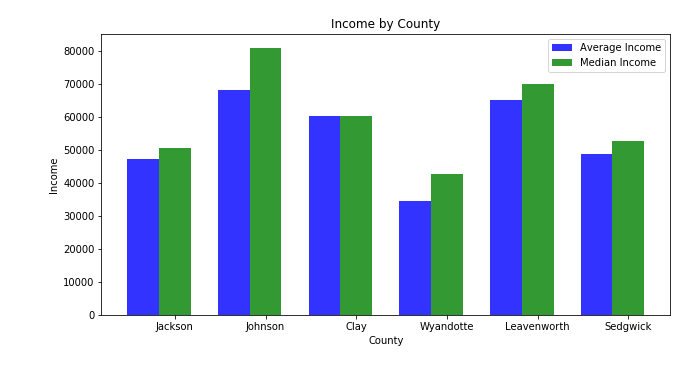 Income by County
Average Income
Median Income
Income
80000
70000
60000
50000
40000
30000
20000
10000
0
Jackson Johnson Clay Wyandotte Leavenworth Sedgwick
County